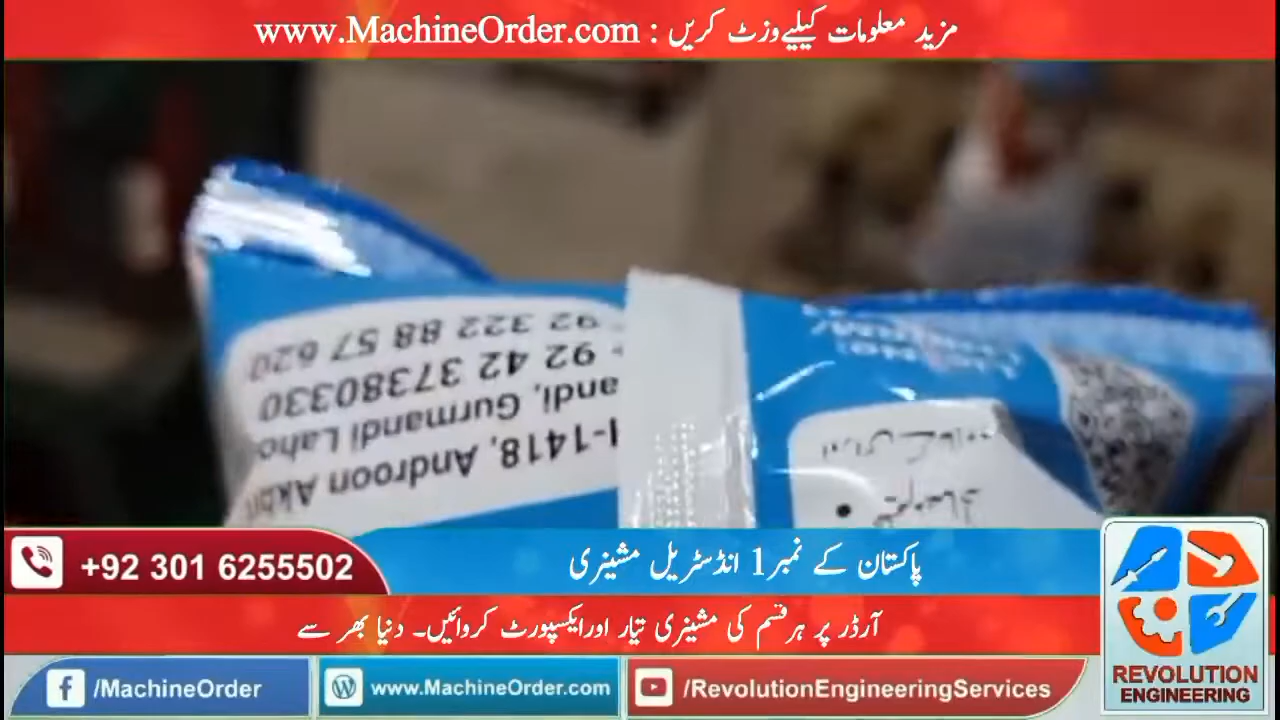 مزید معلومات کیلیے وزٹ کریں : www.MachineOrder.com
92 322 88 57 620
92 42 37380330
andi, Gurmandi Laho
-1418, Androon Akb
+92 301 6255502
پاکستان کے نمبر 1 انڈسٹریل مشینری
آرڈر پر ہر قسم کی مشینری تیار اور ایکسپورٹ کروائیں۔ دنیا بھر سے
/MachineOrder
www.MachineOrder.com
/RevolutionEngineeringServices
REVOLUTION
ENGINEERING